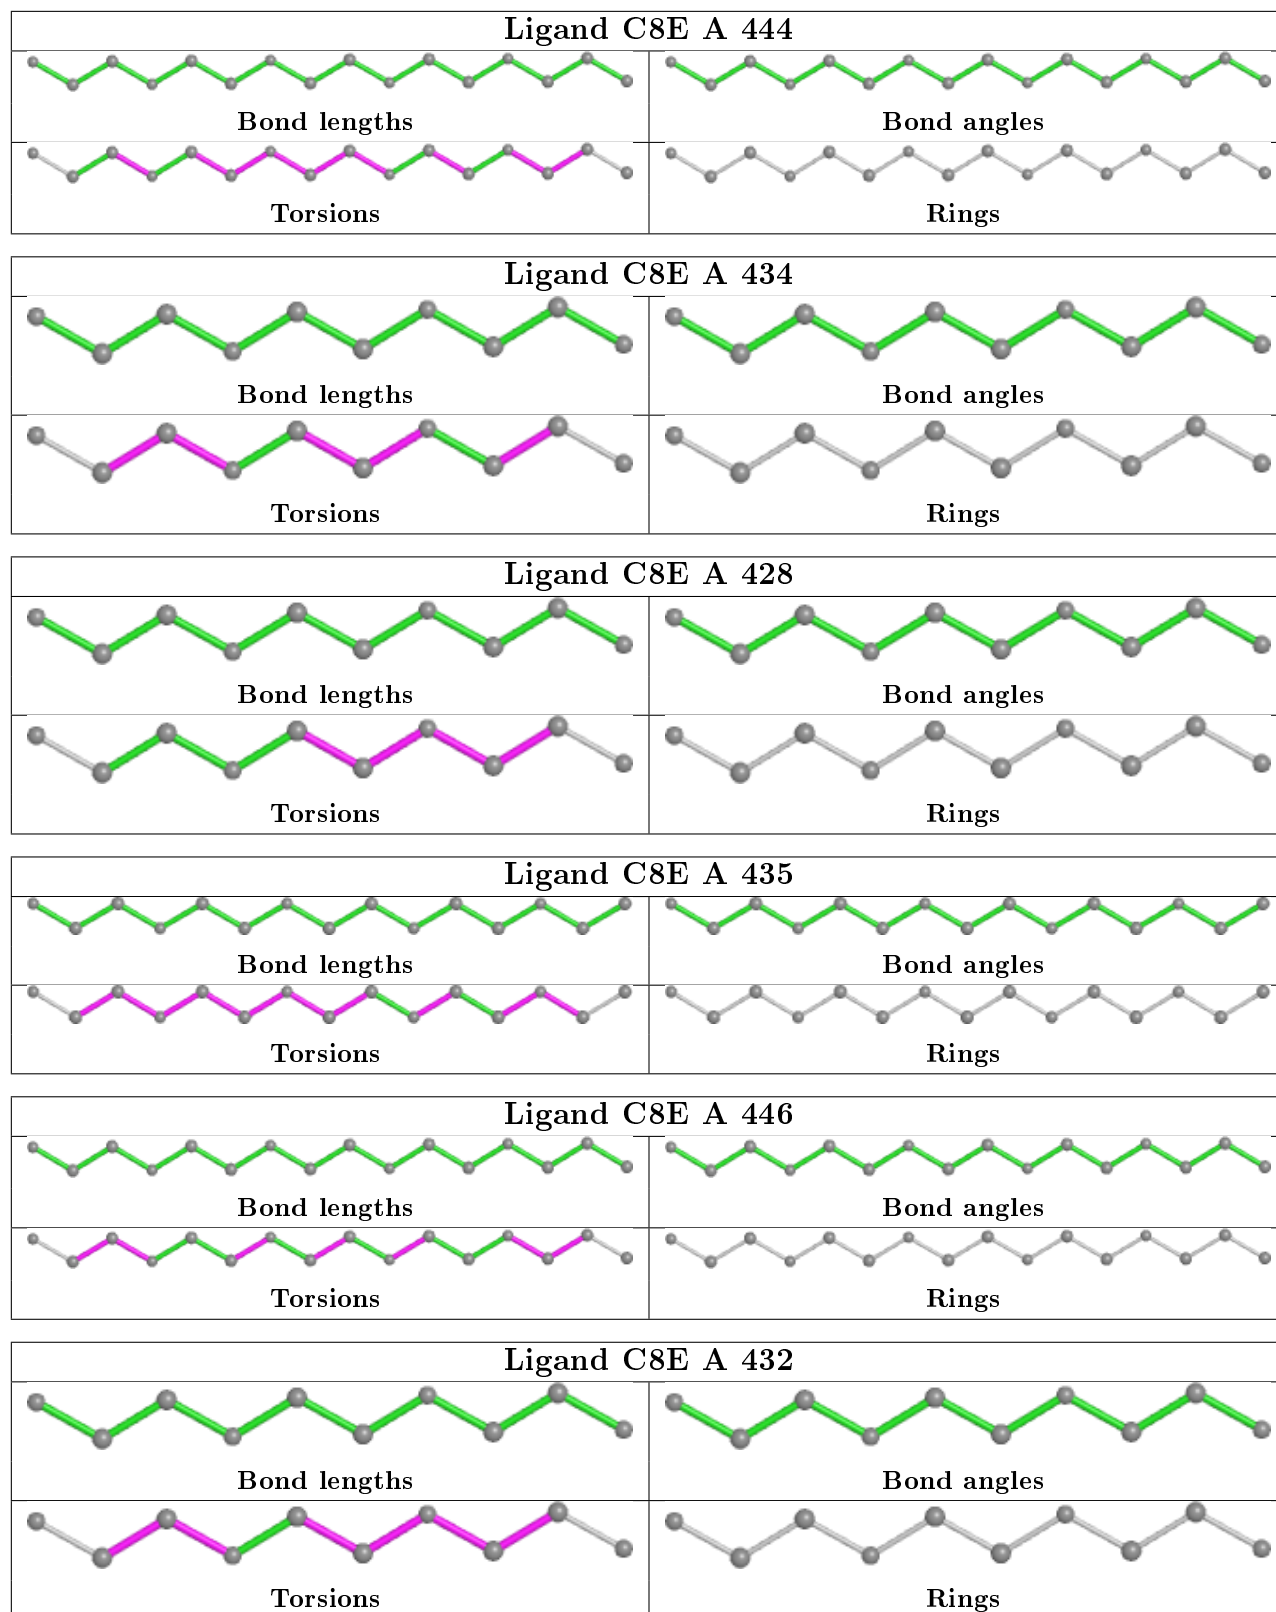 Ligand C8E A 444
Bond lengths
Bond angles
Torsions
Rings
Ligand C8E A 434
Bond lengths
Bond angles
Torsions
Rings
Ligand C8E A 428
Bond lengths
Bond angles
Torsions
Rings
Ligand C8E A 435
Bond lengths
Bond angles
Torsions
Rings
Ligand C8E A 446
Bond lengths
Bond angles
Torsions
Rings
Ligand C8E A 432
Bond lengths
Bond angles
Torsions
Rings